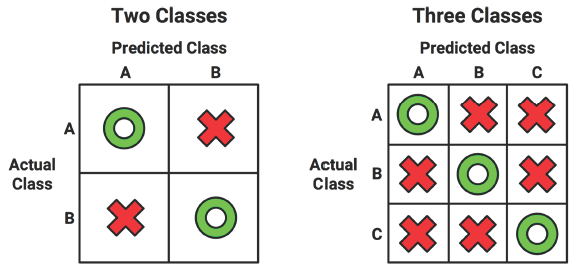 Two Classes
Predicted Class
A B
A
Actual
Class
B
Three Classes
Predicted Class
A B C
A
Actual
Class
B
C